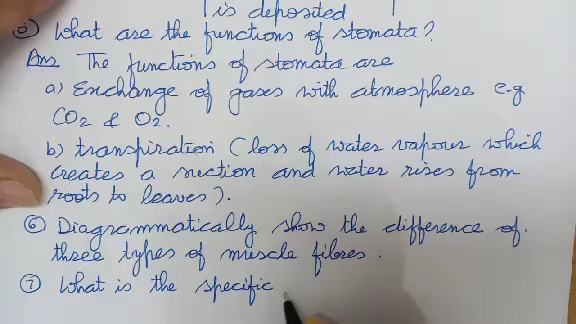 is deposited
⑤ What are the functions of stomata?
Ans The functions of stomata are
a) Exchange of gases with atmosphere e.g
CO2 & O2.
b) transpiration (loss of water vapour which
creates a suction and water rises from
roots to leaves).
⑥ Diagrammatically show the difference of.
three types of muscle fibres.
⑦ What is the specific